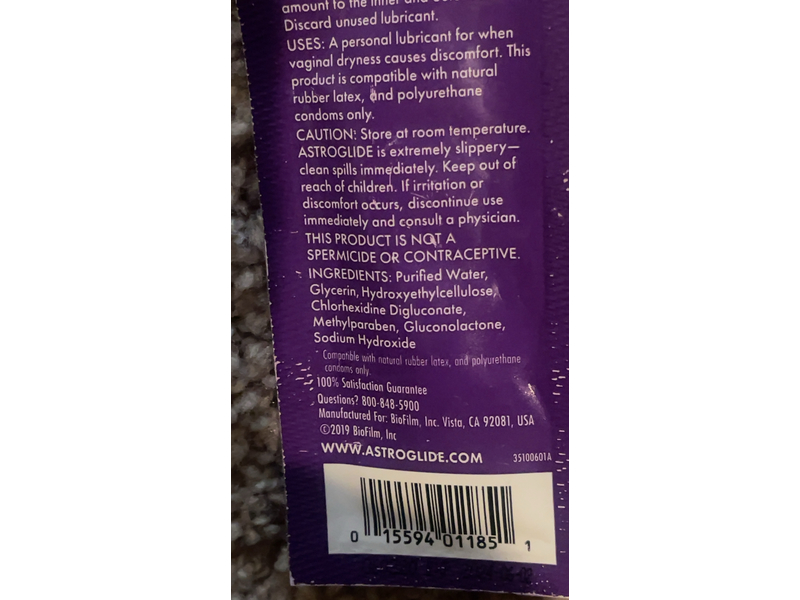 amount to the inner and
Discard unused lubricant.
USES: A personal lubricant for when
vaginal dryness causes discomfort. This
product is compatible with natural
rubber latex, and polyurethane
condoms only.
CAUTION: Store at room temperature.
ASTROGLIDE is extremely slippery—
clean spills immediately. Keep out of
reach of children. If irritation or
discomfort occurs, discontinue use
immediately and consult a physician.
THIS PRODUCT IS NOT A
SPERMICIDE OR CONTRACEPTIVE.
INGREDIENTS: Purified Water,
Glycerin, Hydroxyethylcellulose,
Chlorhexidine Digluconate,
Methylparaben, Gluconolactone,
Sodium Hydroxide
Compatible with natural rubber latex, and polyurethane
condoms only.
100% Satisfaction Guarantee
Questions? 800-848-5900
Manufactured For: BioFilm, Inc. Vista, CA 92081, USA
©2019 BioFilm, Inc
WWW.ASTROGLIDE.COM 35100601A
0 15594 01185 1